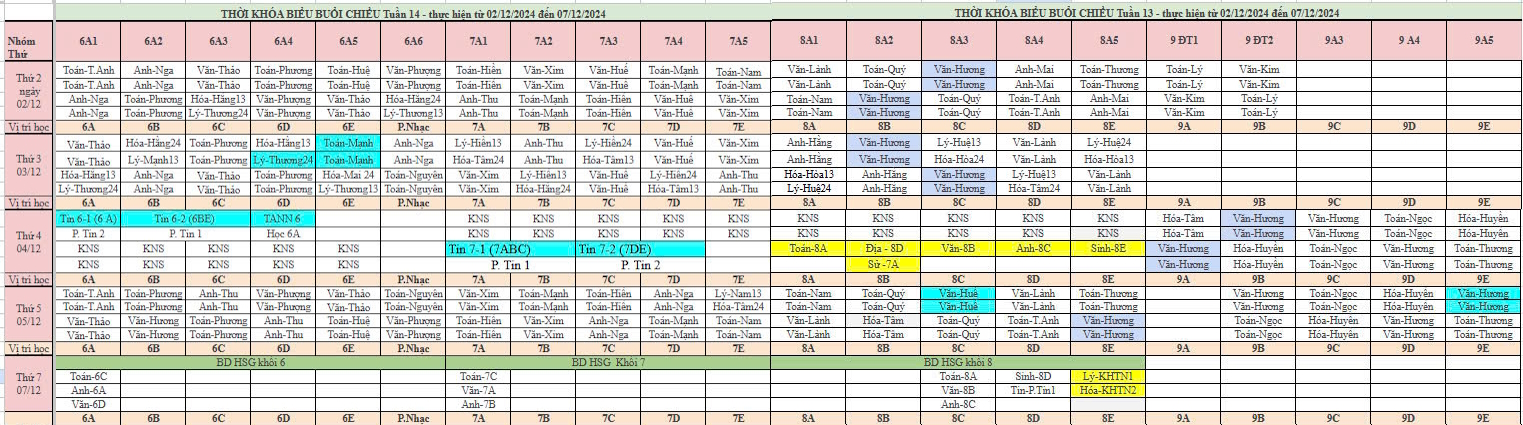 THỜI KHÓA BIỂU BUỔI CHIỀU Tuần 14 - thực hiện từ 02/12/2024 đến 07/12/2024 THỜI KHÓA BIỂU BUỔI CHIỀU Tuần 13 - thực hiện từ 02/12/2024 đến 07/12/2024
Nhóm Thứ 6A1 6A2 6A3 6A4 6A5 6A6 7A1 7A2 7A3 7A4 7A5 8A1 8A2 8A3 8A4 8A5 9 ĐT1 9 ĐT2 9A3 9 A4 9A5
Thứ 2 ngày 02/12
Toán-T.Anh Anh-Nga Văn-Thảo Toán-Phương Toán-Huệ Văn-Phượng Toán-Hiền Văn-Xim Văn-Huế Toán-Mạnh Toán-Nam Văn-Lành Toán-Quý Văn-Hương Anh-Mai Toán-Thương Toán-Lý Văn-Kim
Toán-T.Anh Anh-Nga Văn-Thảo Toán-Phương Toán-Huệ Văn-Phượng Toán-Hiền Văn-Xim Văn-Huế Toán-Mạnh Toán-Nam Văn-Lành Toán-Quý Văn-Hương Anh-Mai Toán-Thương Toán-Lý Văn-Kim
Anh-Nga Toán-Phương Hóa-Hăng13 Văn-Phượng Văn-Thảo Hóa-Hăng24 Anh-Thu Toán-Mạnh Toán-Hiên Văn-Huế Văn-Xim Toán-Nam Văn-Hương Toán-Quý Toán-T.Anh Anh-Mai Văn-Kim Toán-Lý
Anh-Nga Toán-Phương Lý-Thương24 Văn-Phượng Văn-Thảo Lý-Thương13 Anh-Thu Toán-Mạnh Toán-Hiên Văn-Huế Văn-Xim Toán-Nam Văn-Hương Toán-Quý Toán-T.Anh Anh-Mai Văn-Kim Toán-Lý
Vị trí học 6A 6B 6C 6D 6E P.Nhạc 7A 7B 7C 7D 7E 8A 8B 8C 8D 8E 9A 9B 9C 9D 9E
Thứ 3 03/12
Văn-Thảo Hóa-Hăng24 Toán-Phương Hóa-Hăng13 Toán-Mạnh Anh-Nga Lý-Hiền13 Anh-Thu Lý-Hiền24 Văn-Huế Văn-Xim Anh-Hằng Văn-Hương Lý-Huệ13 Văn-Lành Lý-Huệ24
Văn-Thảo Lý-Mạnh13 Toán-Phương Lý-Thương24 Toán-Mạnh Anh-Nga Hóa-Tâm24 Anh-Thu Hóa-Tâm13 Văn-Huế Văn-Xim Anh-Hằng Văn-Hương Hóa-Hòa24 Văn-Lành Hóa-Hòa13
Hóa-Hăng13 Anh-Nga Văn-Thảo Toán-Phương Hóa-Mai 24 Toán-Nguyên Văn-Xim Lý-Hiền13 Văn-Huế Lý-Hiền24 Anh-Thu Hóa-Hòa13 Anh-Hăng Văn-Hương Lý-Huệ13 Văn-Lành
Lý-Thương24 Anh-Nga Văn-Thảo Toán-Phương Lý-Thương13 Toán-Nguyên Văn-Xim Hóa-Hăng24 Văn-Huế Hóa-Tâm13 Anh-Thu Lý-Huệ24 Anh-Hăng Văn-Hương Hóa-Tâm24 Văn-Lành
Vị trí học 6A 6B 6C 6D 6E P.Nhạc 7A 7B 7C 7D 7E 8A 8B 8C 8D 8E 9A 9B 9C 9D 9E
Thứ 4 04/12
Tin 6-1 (6 A) Tin 6-2 (6BE) TANN 6 KNS KNS KNS KNS KNS KNS KNS KNS KNS Hóa-Tâm Văn-Hương Văn-Hương Toán-Ngọc Hóa-Huyền
P. Tin 2 P. Tin 1 Học 6A KNS KNS KNS KNS KNS KNS KNS KNS KNS Hóa-Tâm Văn-Hương Văn-Hương Toán-Ngọc Hóa-Huyền
KNS KNS KNS KNS KNS Tin 7-1 (7ABC) Tin 7-2 (7DE) Toán-8A Địa - 8D Văn-8B Anh-8C Sinh-8E Văn-Hương Hóa-Huyền Toán-Ngọc Văn-Hương Toán-Thương
KNS KNS KNS KNS KNS P. Tin 1 P. Tin 2 Sử -7A Văn-Hương Hóa-Huyền Toán-Ngọc Văn-Hương Toán-Thương
Vị trí học 6A 6B 6C 6D 6E P.Nhạc 7A 7B 7C 7D 7E 8A 8B 8C 8D 8E 9A 9B 9C 9D 9E
Thứ 5 05/12
Toán-T.Anh Toán-Phương Anh-Thu Văn-Phượng Văn-Thảo Toán-Nguyên Văn-Xim Toán-Mạnh Toán-Hiên Anh-Nga Lý-Nam13 Toán-Nam Toán-Quý Văn-Huế Văn-Lành Toán-Thương Văn-Hương Toán-Ngọc Hóa-Huyền Văn-Hương
Toán-T.Anh Toán-Phương Anh-Thu Văn-Phượng Văn-Thảo Toán-Nguyên Văn-Xim Toán-Mạnh Toán-Hiên Anh-Nga Hóa-Tâm24 Toán-Nam Toán-Quý Văn-Huế Văn-Lành Toán-Thương Văn-Hương Toán-Ngọc Hóa-Huyền Văn-Hương
Văn-Thảo Văn-Hương Toán-Phương Anh-Thu Toán-Huệ Văn-Phượng Toán-Hiên Văn-Xim Anh-Nga Toán-Mạnh Toán-Nam Văn-Lành Hóa-Tâm Toán-Quý Toán-T.Anh Văn-Hương Toán-Ngọc Hóa-Huyền Văn-Hương Toán-Thương
Văn-Thảo Văn-Hương Toán-Phương Anh-Thu Toán-Huệ Văn-Phượng Toán-Hiên Văn-Xim Anh-Nga Toán-Mạnh Toán-Nam Văn-Lành Hóa-Tâm Toán-Quý Toán-Anh Văn-Hương Toán-Ngọc Hóa-Huyền Văn-Hương Toán-Thương
Vị trí học 6A 6B 6C 6D 6E P.Nhạc 7A 7B 7C 7D 7E 8A 8B 8C 8D 8E 9A 9B 9C 9D 9E
Thứ 7 07/12
BD HSG khối 6 BD HSG Khối 7 BD HSG khối 8
Toán-6C Toán-7C Toán-8A Sinh-8D Lý-KHTN1
Anh-6A Văn-7A Văn-8B Tin-P.Tin1 Hóa-KHTN2
Văn-6D Anh-7B Anh-8C
6A 6B 6C 6D 6E P.Nhạc 7A 7B 7C 7D 7E 8A 8B 8C 8D 8E 9A 9B 9C 9D 9E